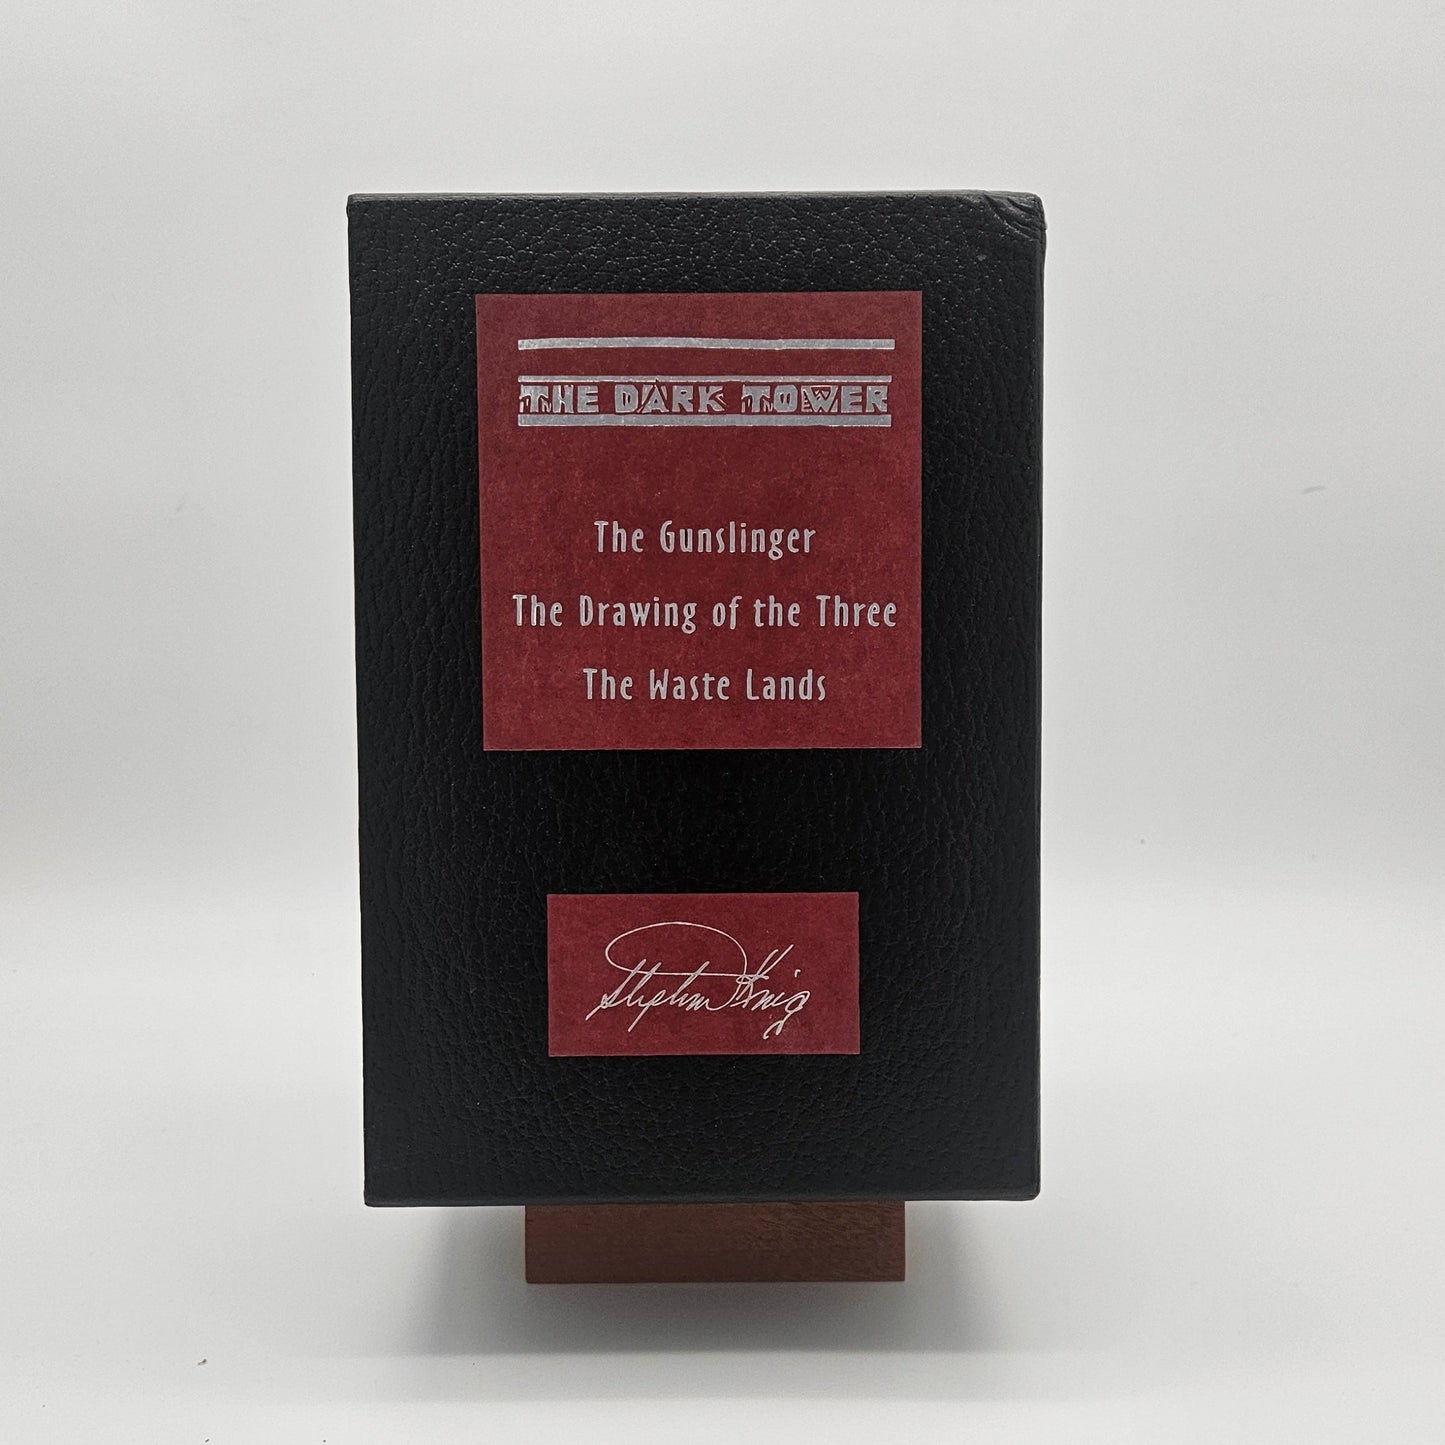 THE DARK TOWER
The Gunslinger
The Drawing of the Three
The Waste Lands
Stephen King